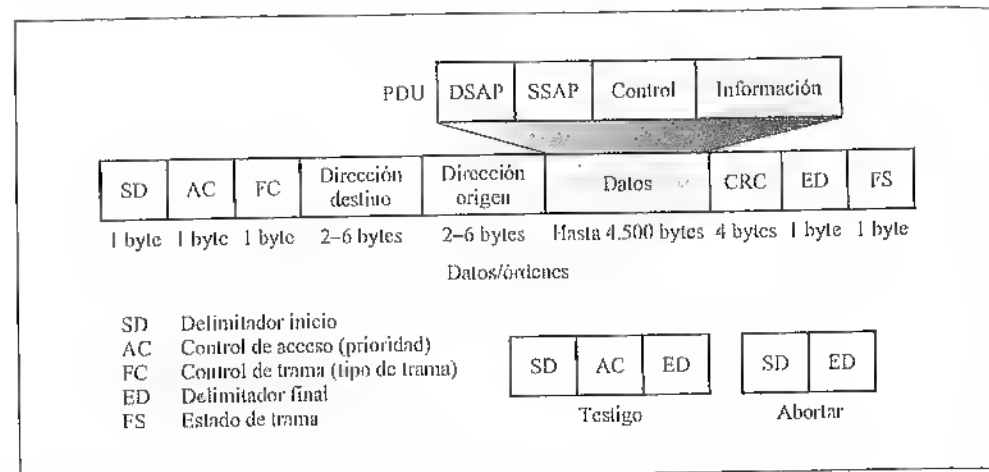 PDU DSAP SSAP Control Información
SD AC FC Dirección destino Dirección origen Datos CRC ED FS
1 byte 1 byte 1 byte 2–6 bytes 2–6 bytes Hasta 4.500 bytes 4 bytes 1 byte 1 byte
Datos/órdenes
SD Delimitador inicio
AC Control de acceso (prioridad)
FC Control de trama (tipo de trama)
ED Delimitador final
FS Estado de trama
SD AC ED
Testigo
SD ED
Abortar